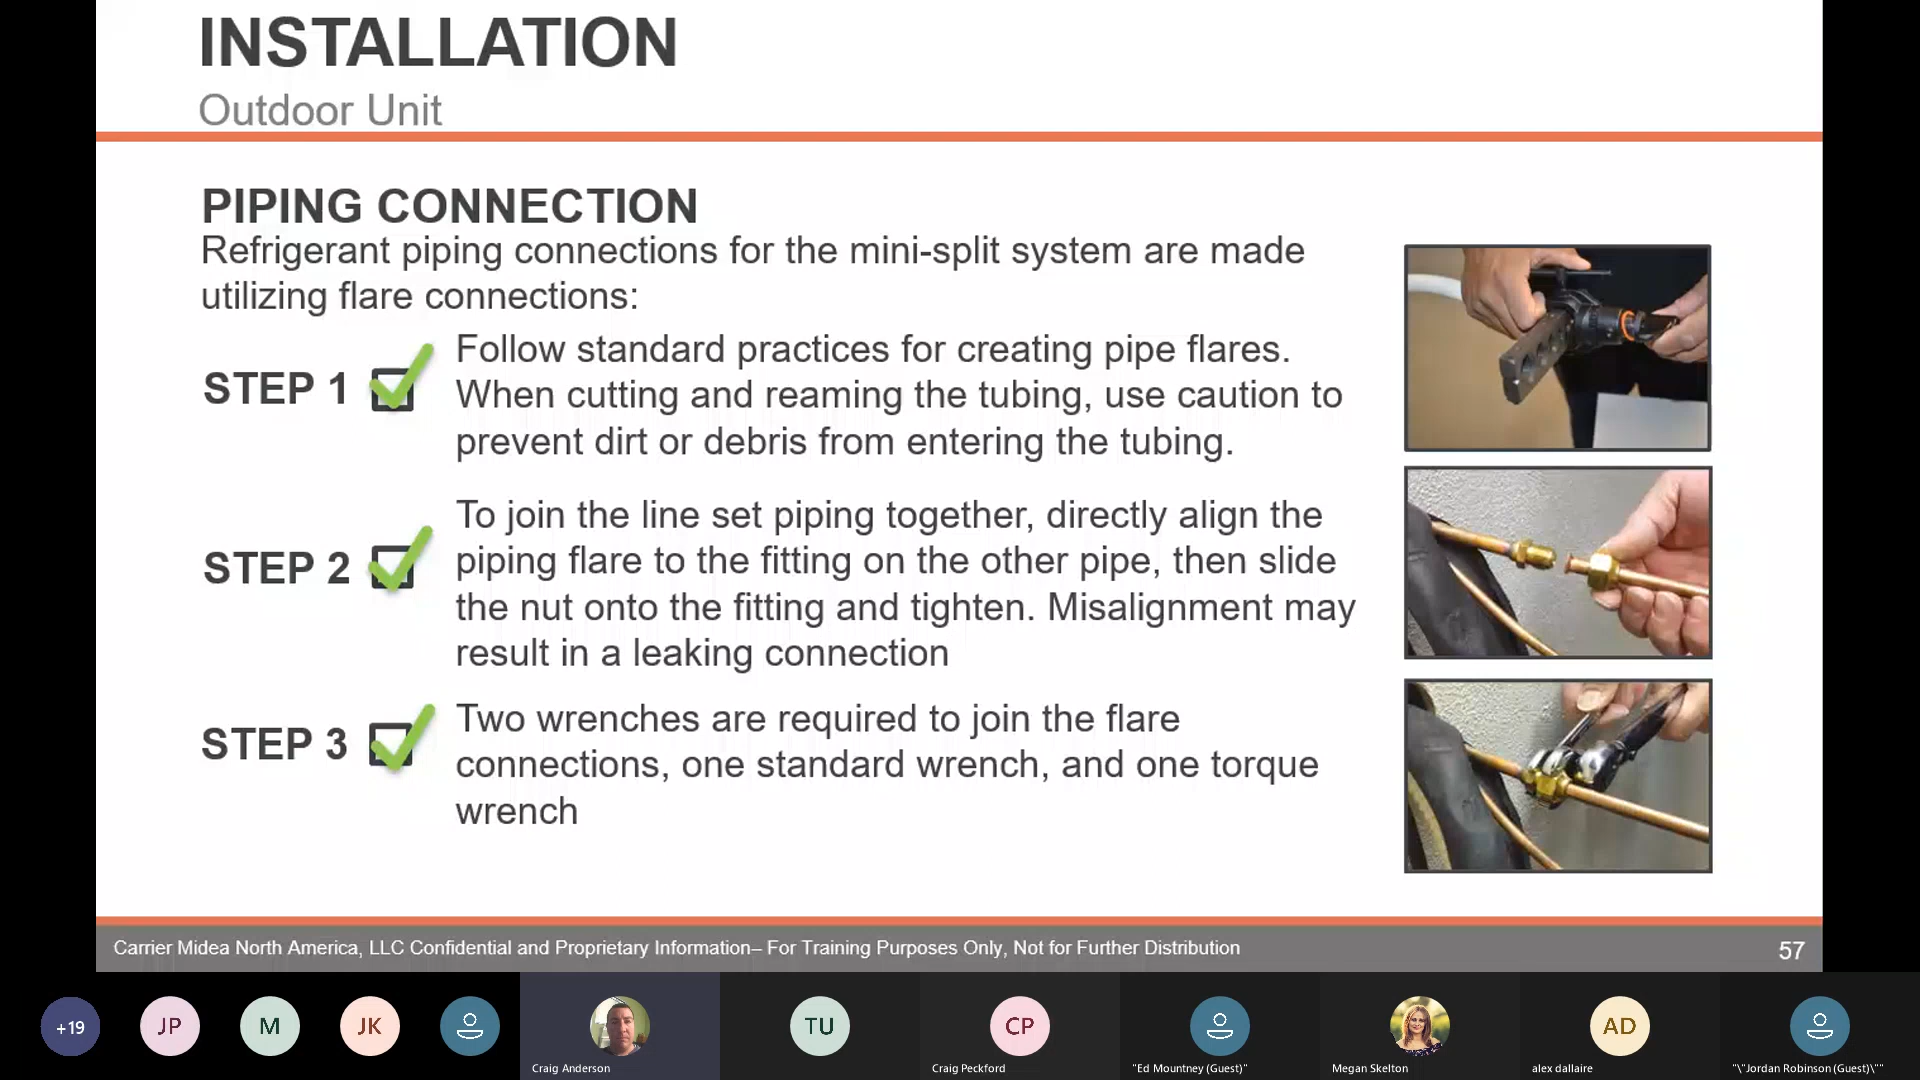 INSTALLATION
Outdoor Unit
PIPING CONNECTION
Refrigerant piping connections for the mini-split system are made
utilizing flare connections:
STEP 1
Follow standard practices for creating pipe flares.
When cutting and reaming the tubing, use caution to
prevent dirt or debris from entering the tubing.
STEP 2
To join the line set piping together, directly align the
piping flare to the fitting on the other pipe, then slide
the nut onto the fitting and tighten. Misalignment may
result in a leaking connection
STEP 3
Two wrenches are required to join the flare
connections, one standard wrench, and one torque
wrench
Carrier Midea North America, LLC Confidential and Proprietary Information– For Training Purposes Only, Not for Further Distribution
57
+19
JP
M
JK
Craig Anderson
TU
CP
Craig Peckford
"Ed Mountney (Guest)"
Megan Skelton
AD
alex dallaire
"\"Jordan Robinson (Guest)\""